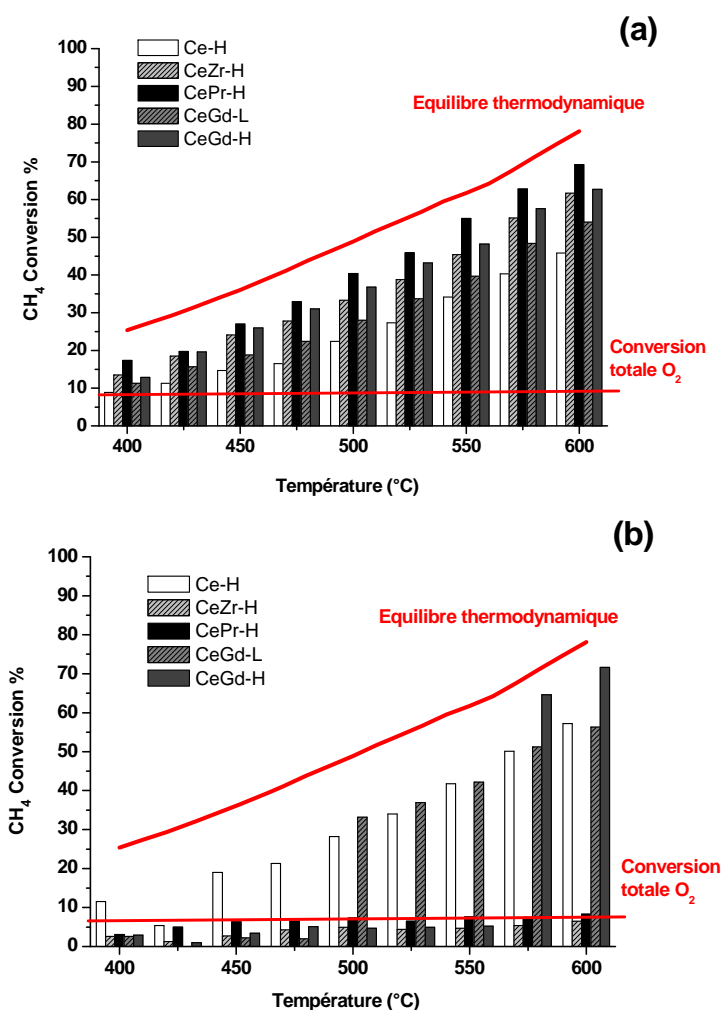 (a)
100
90
80
70
60
50
40
30
20
10
0
CH4 Conversion %
Ce-H
CeZr-H
CePr-H
CeGd-L
CeGd-H
Equilibre thermodynamique
Conversion
totale O2
400 450 500 550 600
Température (°C)
(b)
100
90
80
70
60
50
40
30
20
10
0
CH4 Conversion %
Ce-H
CeZr-H
CePr-H
CeGd-L
CeGd-H
Equilibre thermodynamique
Conversion
totale O2
400 450 500 550 600
Température (°C)